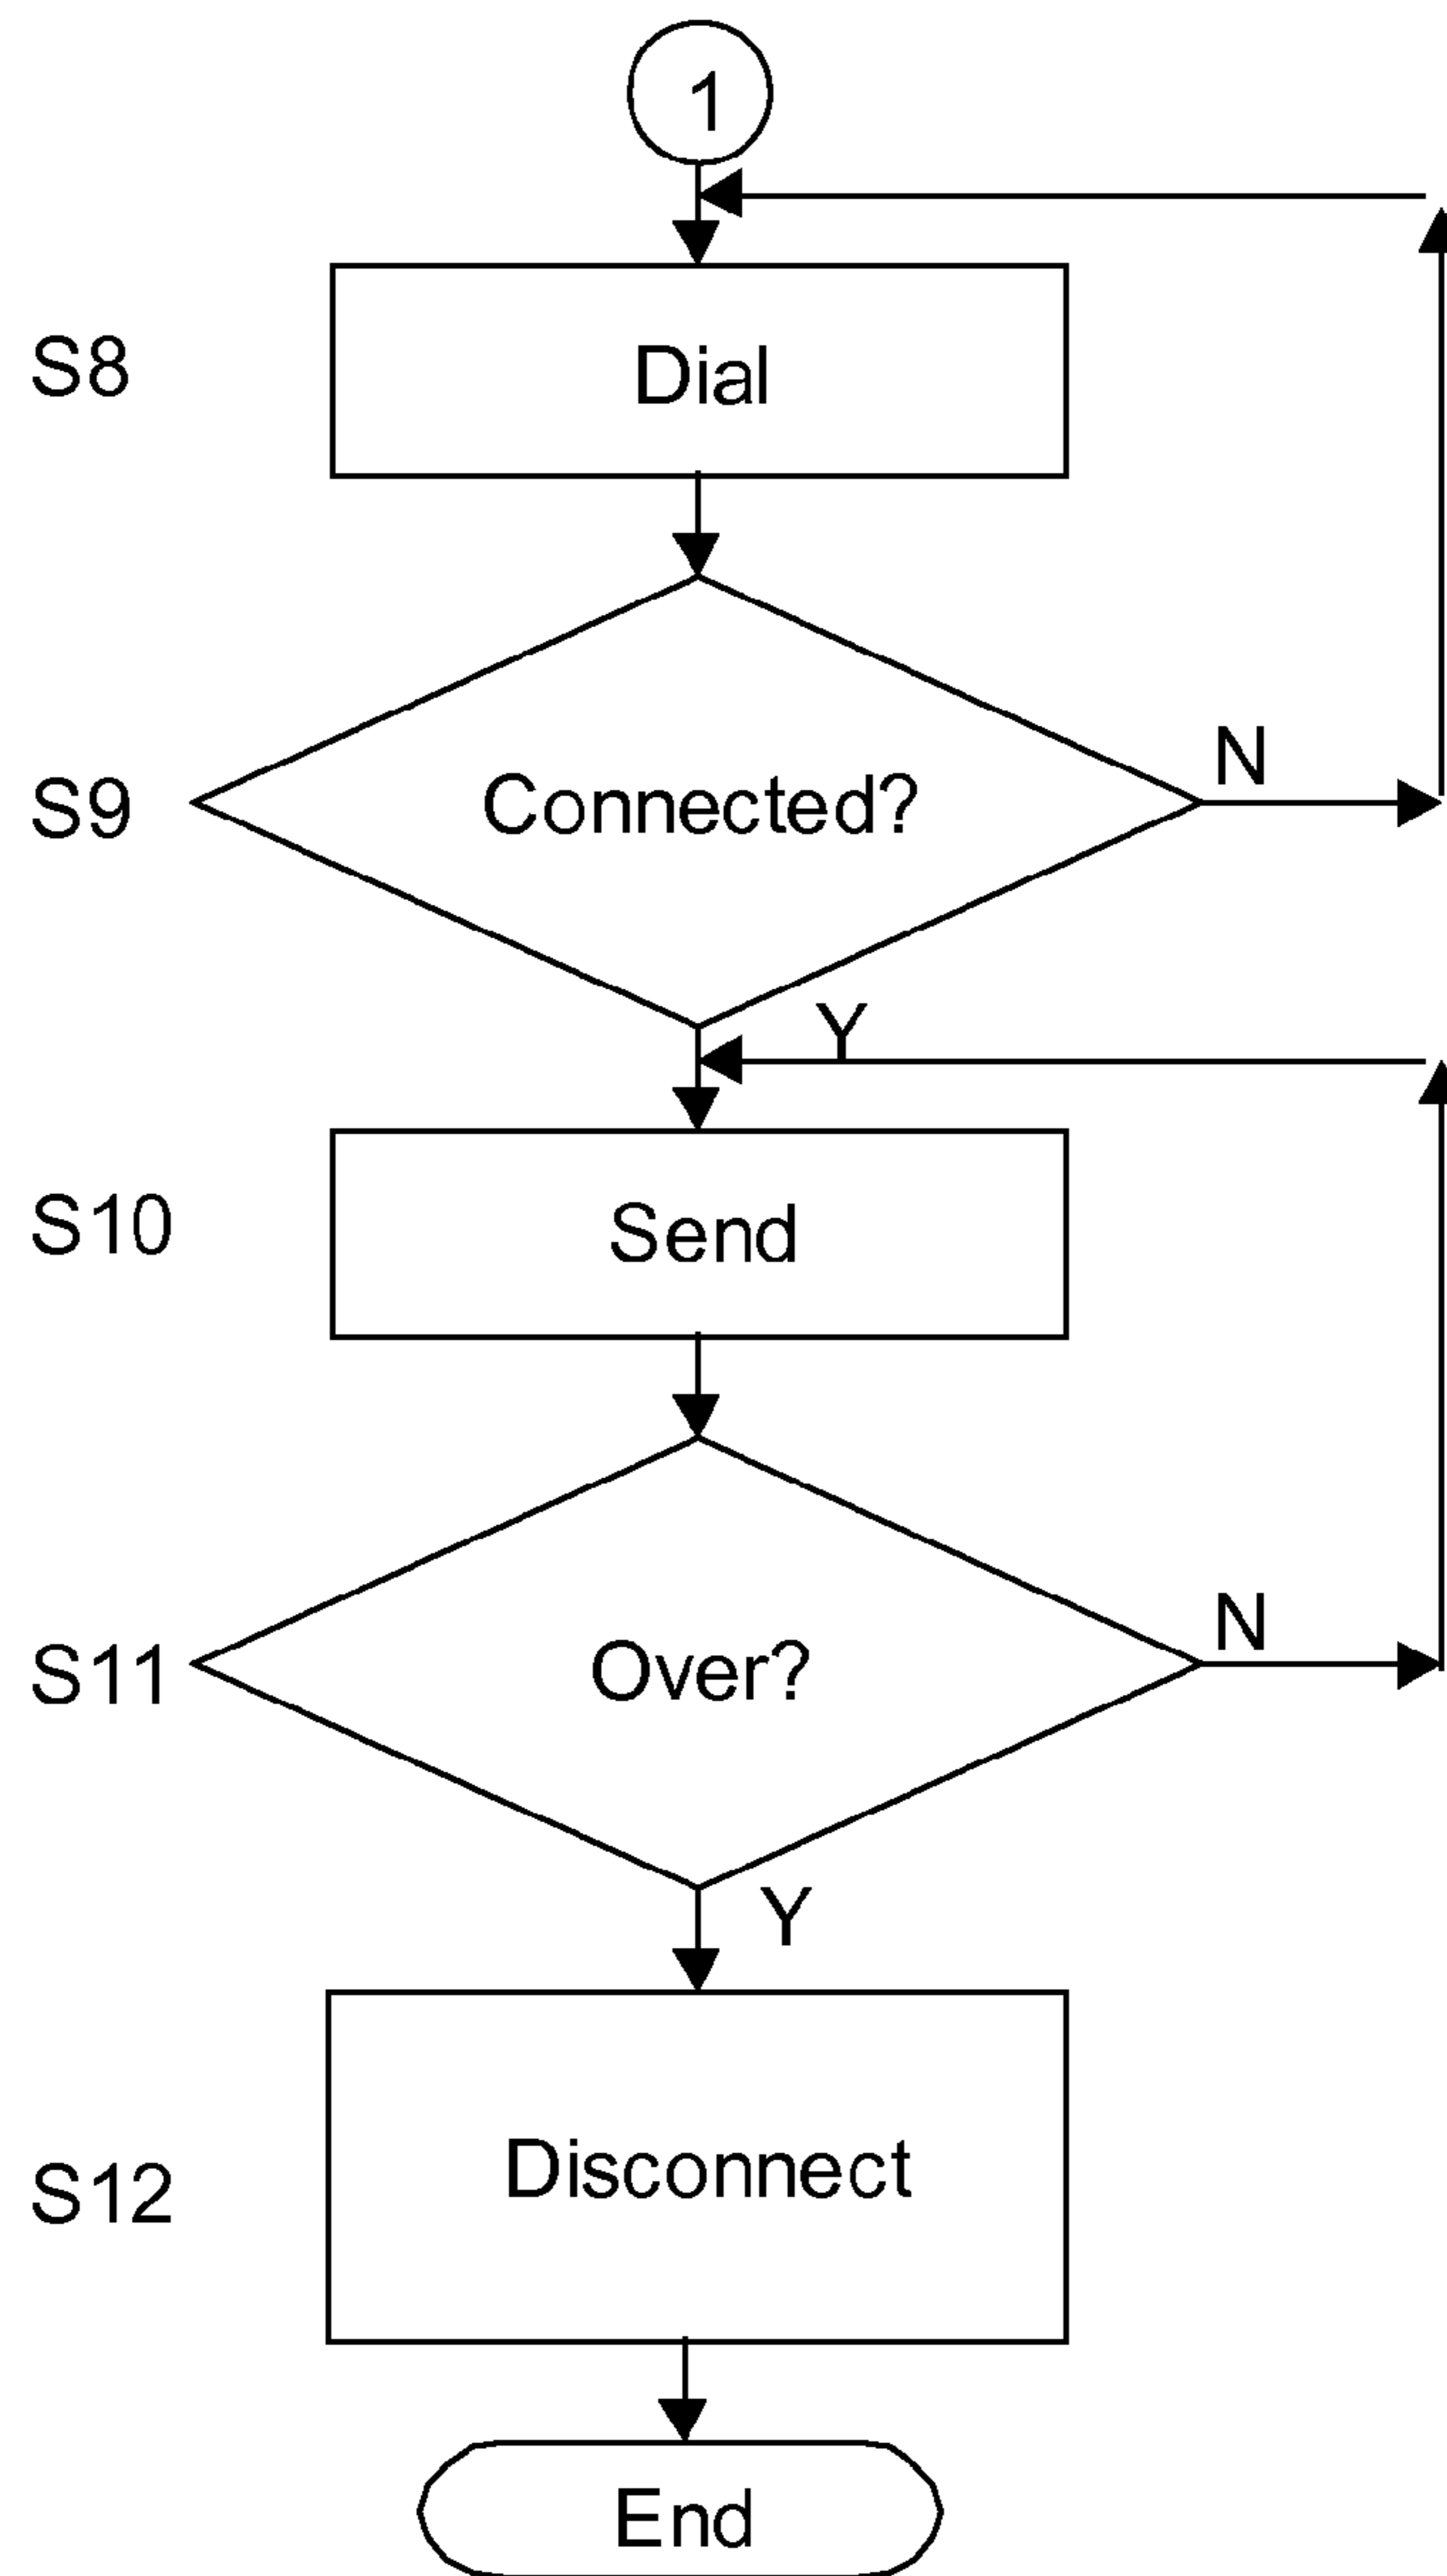 1
S8
Dial
S9
Connected?
N
Y
S10
Send
S11
Over?
N
Y
S12
Disconnect
End